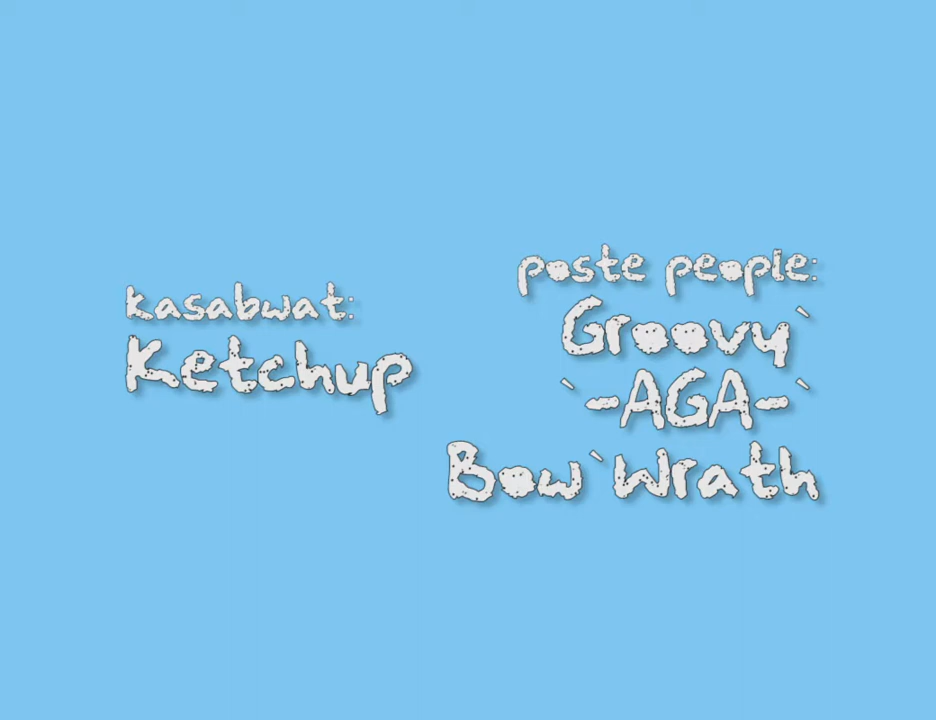 kasabwat:
Ketchup
poste people:
Groovy`
`-AGA-`
Bow`Wrath